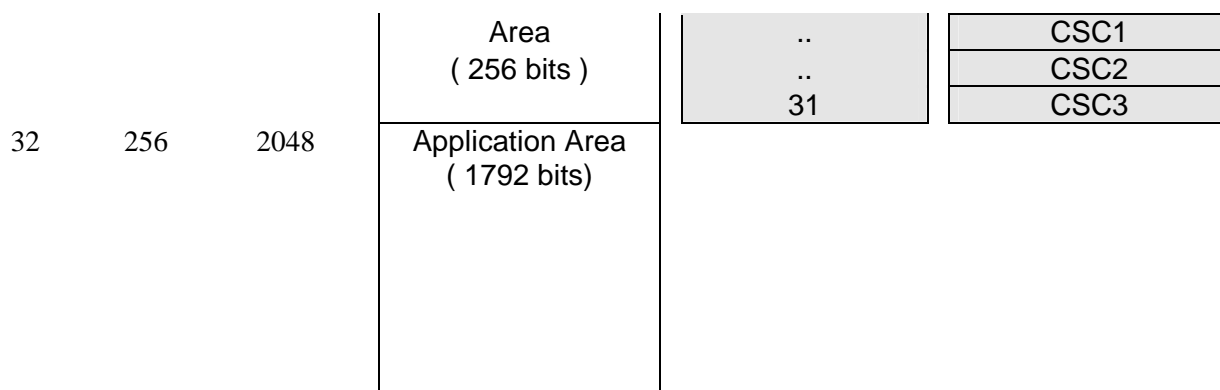 Area .. CSC1
( 256 bits ) .. CSC2
31 CSC3
32 256 2048 Application Area
( 1792 bits)